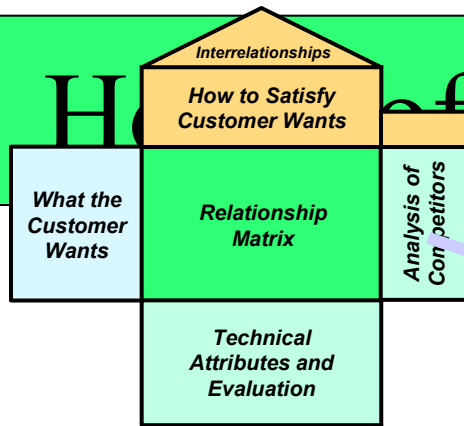 Interrelationships
How to Satisfy
Customer Wants
What the
Customer
Wants
Relationship
Matrix
Analysis of
Competitors
Technical
Attributes and
Evaluation